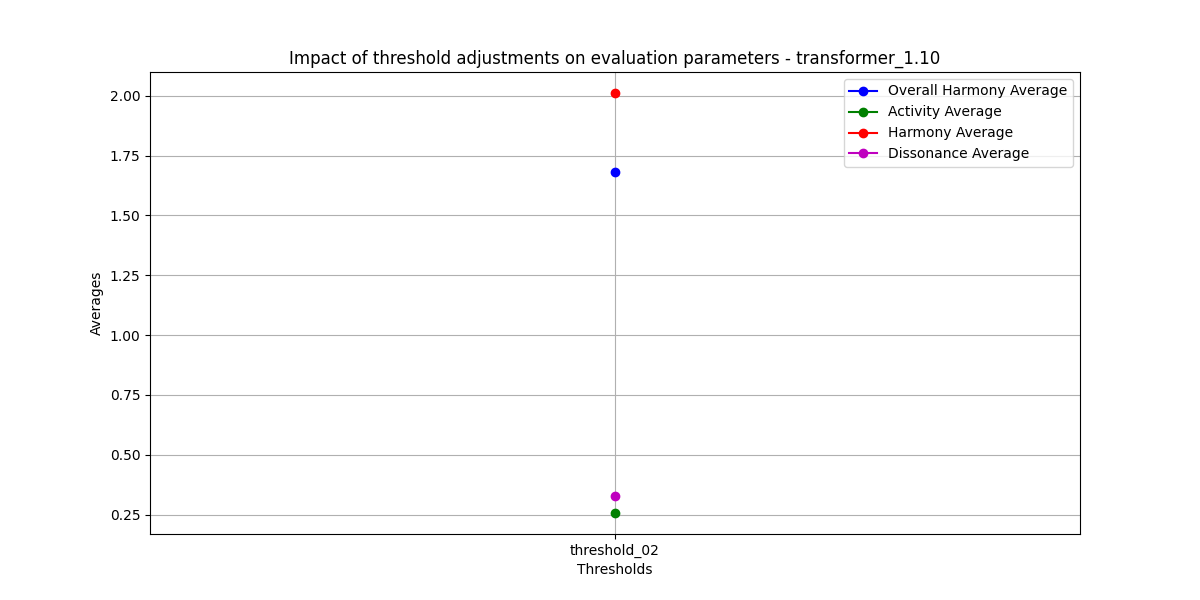 Impact of threshold adjustments on evaluation parameters - transformer_1.10
Overall Harmony Average
Activity Average
Harmony Average
Dissonance Average
2.00
1.75
1.50
1.25
1.00
0.75
0.50
0.25
Averages
threshold_02
Thresholds